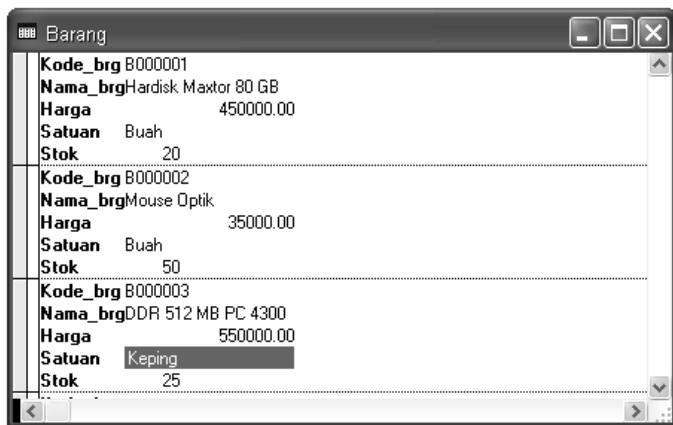 Barang
Kode_brg B000001
Nama_brg Hardisk Maxtor 80 GB
Harga 450000.00
Satuan Buah
Stok 20
Kode_brg B000002
Nama_brg Mouse Optik
Harga 35000.00
Satuan Buah
Stok 50
Kode_brg B000003
Nama_brg DDR 512 MB PC 4300
Harga 550000.00
Satuan Keping
Stok 25